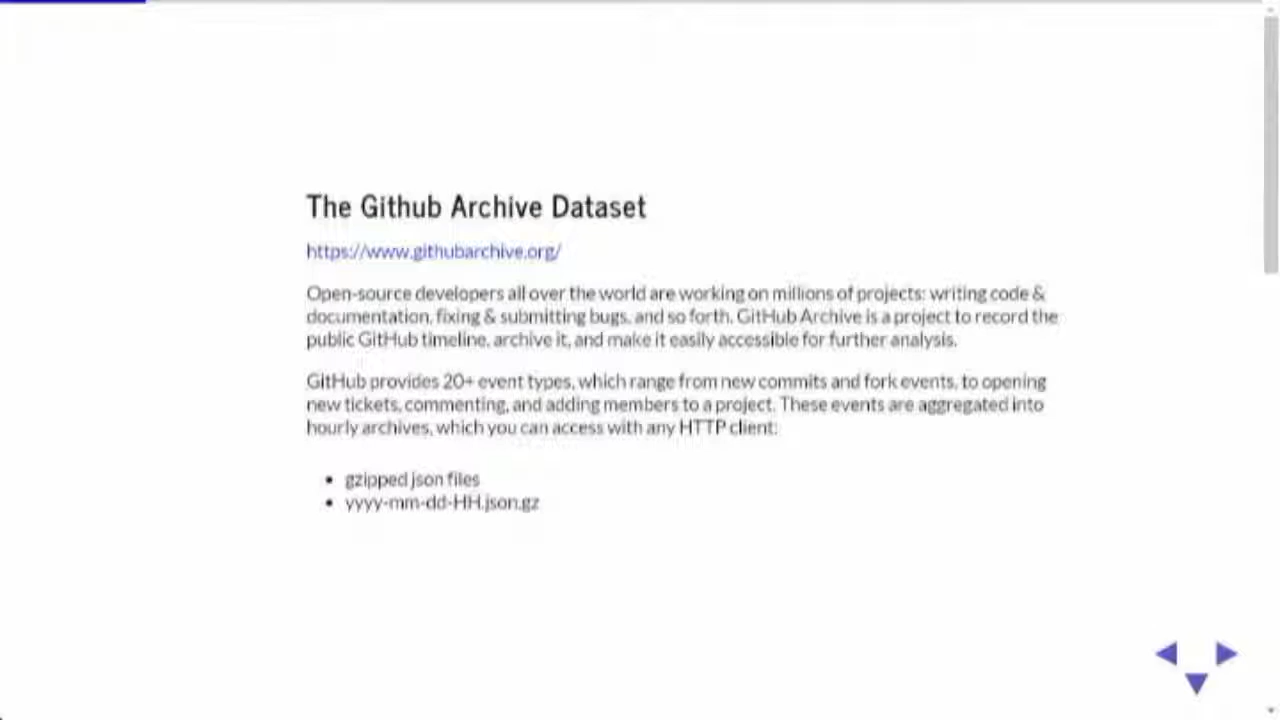 The Github Archive Dataset
https://www.githubarchive.org/
Open-source developers all over the world are working on millions of projects: writing code &
documentation, fixing & submitting bugs, and so forth. GitHub Archive is a project to record the
public GitHub timeline, archive it, and make it easily accessible for further analysis.
GitHub provides 20+ event types, which range from new commits and fork events, to opening
new tickets, commenting, and adding members to a project. These events are aggregated into
hourly archives, which you can access with any HTTP client:
• gzipped json files
• yyyy-mm-dd-HH.json.gz